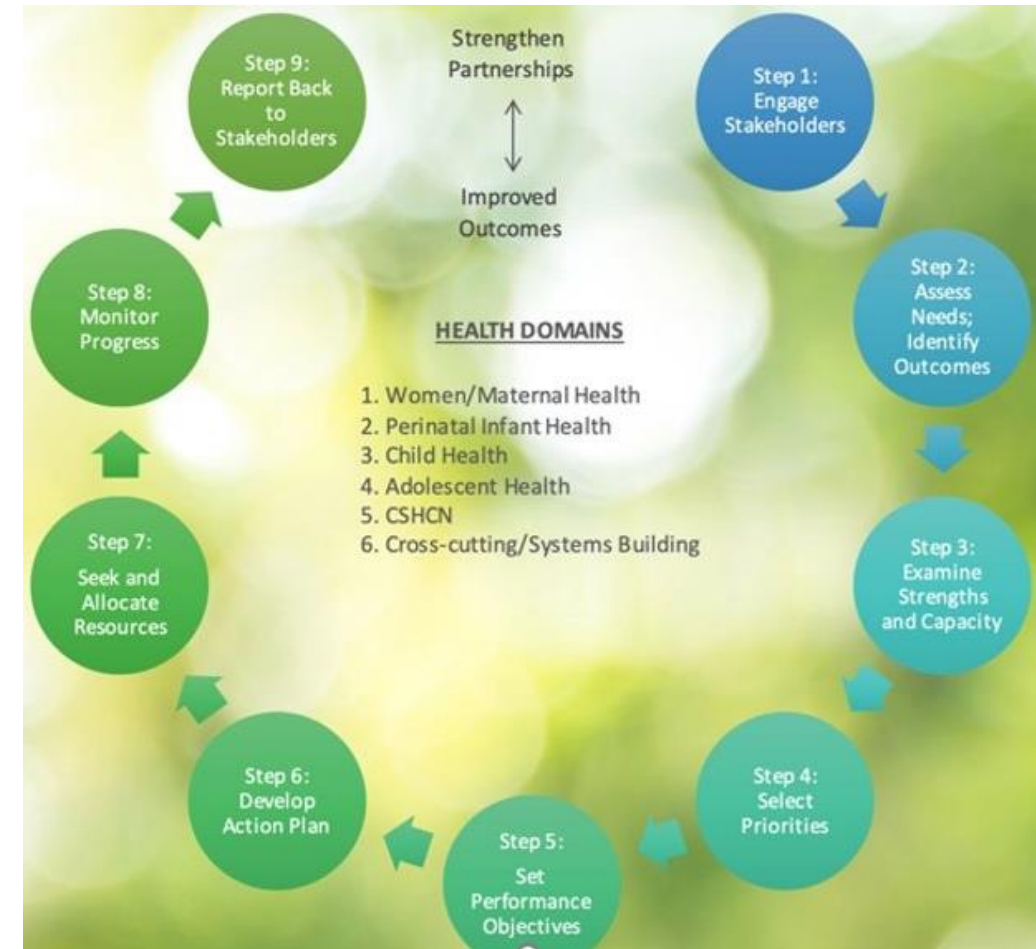 Strengthen
Partnerships
Improved
Outcomes
Step 1:
Engage
Stakeholders
Step 2:
Assess
Needs;
Identify
Outcomes
Step 3:
Examine
Strengths
and Capacity
Step 4:
Select
Priorities
Step 5:
Set
Performance
Objectives
Step 6:
Develop
Action Plan
Step 7:
Seek and
Allocate
Resources
Step 8:
Monitor
Progress
Step 9:
Report Back
to
Stakeholders
HEALTH DOMAINS
1. Women/Maternal Health
2. Perinatal Infant Health
3. Child Health
4. Adolescent Health
5. CSHCN
6. Cross-cutting/Systems Building